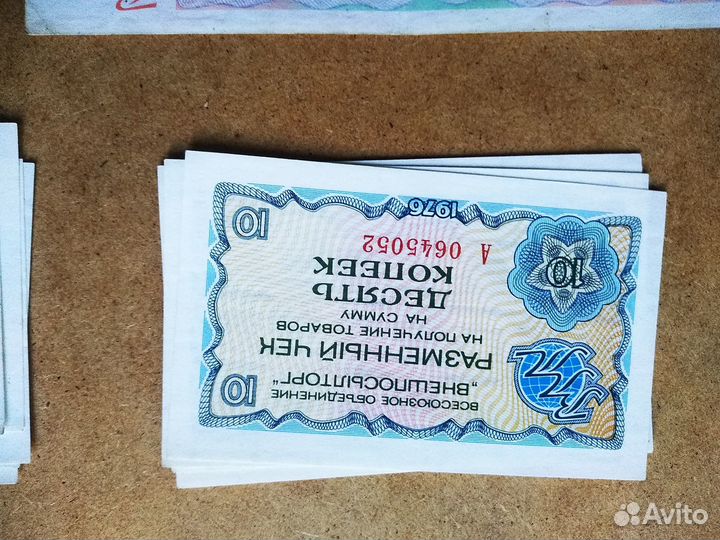 ВСЕСОЮЗНОЕ ОБЪЕДИНЕНИЕ
„ВНЕШПОСЫЛТОРГ"
РАЗМЕННЫЙ ЧЕК
НА ПОЛУЧЕНИЕ ТОВАРОВ
НА СУММУ
ДЕСЯТЬ
КОПЕЕК
А 0645052
1976
10
10
10
Avito